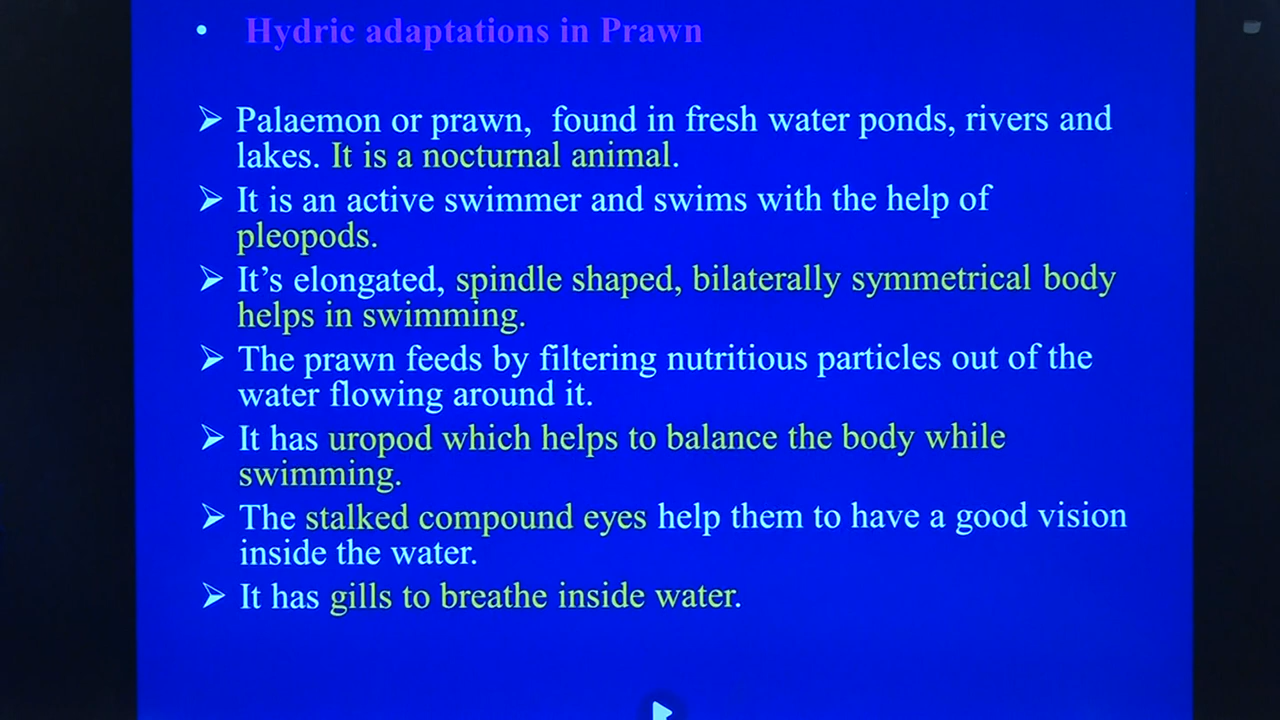 • Hydric adaptations in Prawn
➢ Palaemon or prawn, found in fresh water ponds, rivers and
lakes. It is a nocturnal animal.
➢ It is an active swimmer and swims with the help of
pleopods.
➢ It’s elongated, spindle shaped, bilaterally symmetrical body
helps in swimming.
➢ The prawn feeds by filtering nutritious particles out of the
water flowing around it.
➢ It has uropod which helps to balance the body while
swimming.
➢ The stalked compound eyes help them to have a good vision
inside the water.
➢ It has gills to breathe inside water.